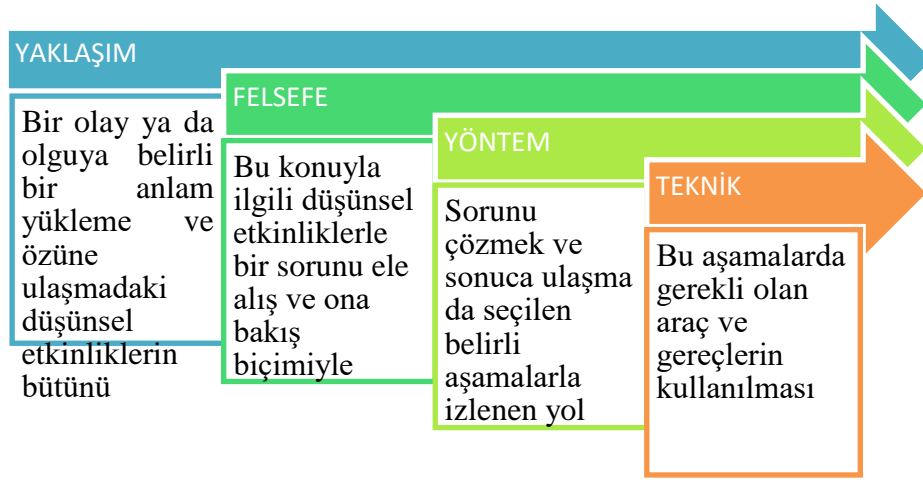 YAKLAŞIM
Bir olay ya da
olguya belirli
bir anlam
yükleme ve
özüne
ulaşmadaki
düşünsel
etkinliklerin
bütünü
FELSEFE
Bu konuyla
ilgili düşünsel
etkinliklerle
bir sorunu ele
alış ve ona
bakış
biçimiyle
YÖNTEM
Sorunu
çözmek ve
sonuca ulaşma
da seçilen
belirli
aşamalarla
izlenen yol
TEKNİK
Bu aşamalarda
gerekli olan
araç ve
gereçlerin
kullanılması